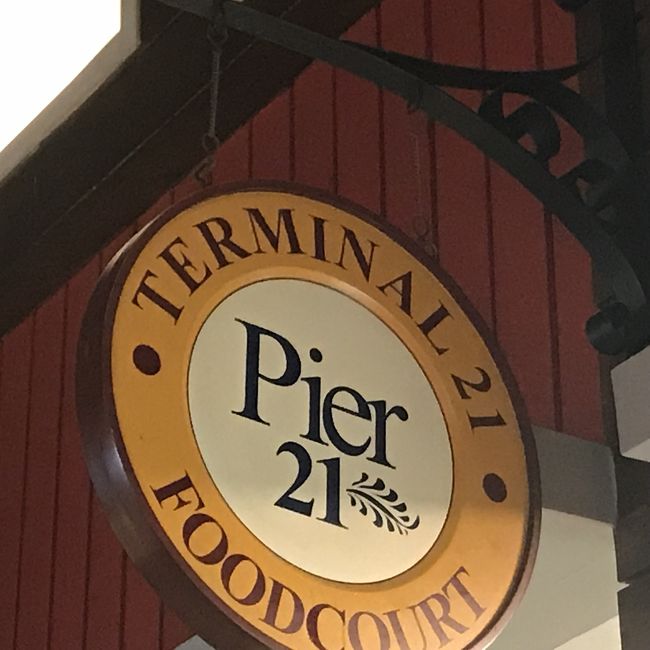 TERMINAL 21
Pier
21
FOODCOURT